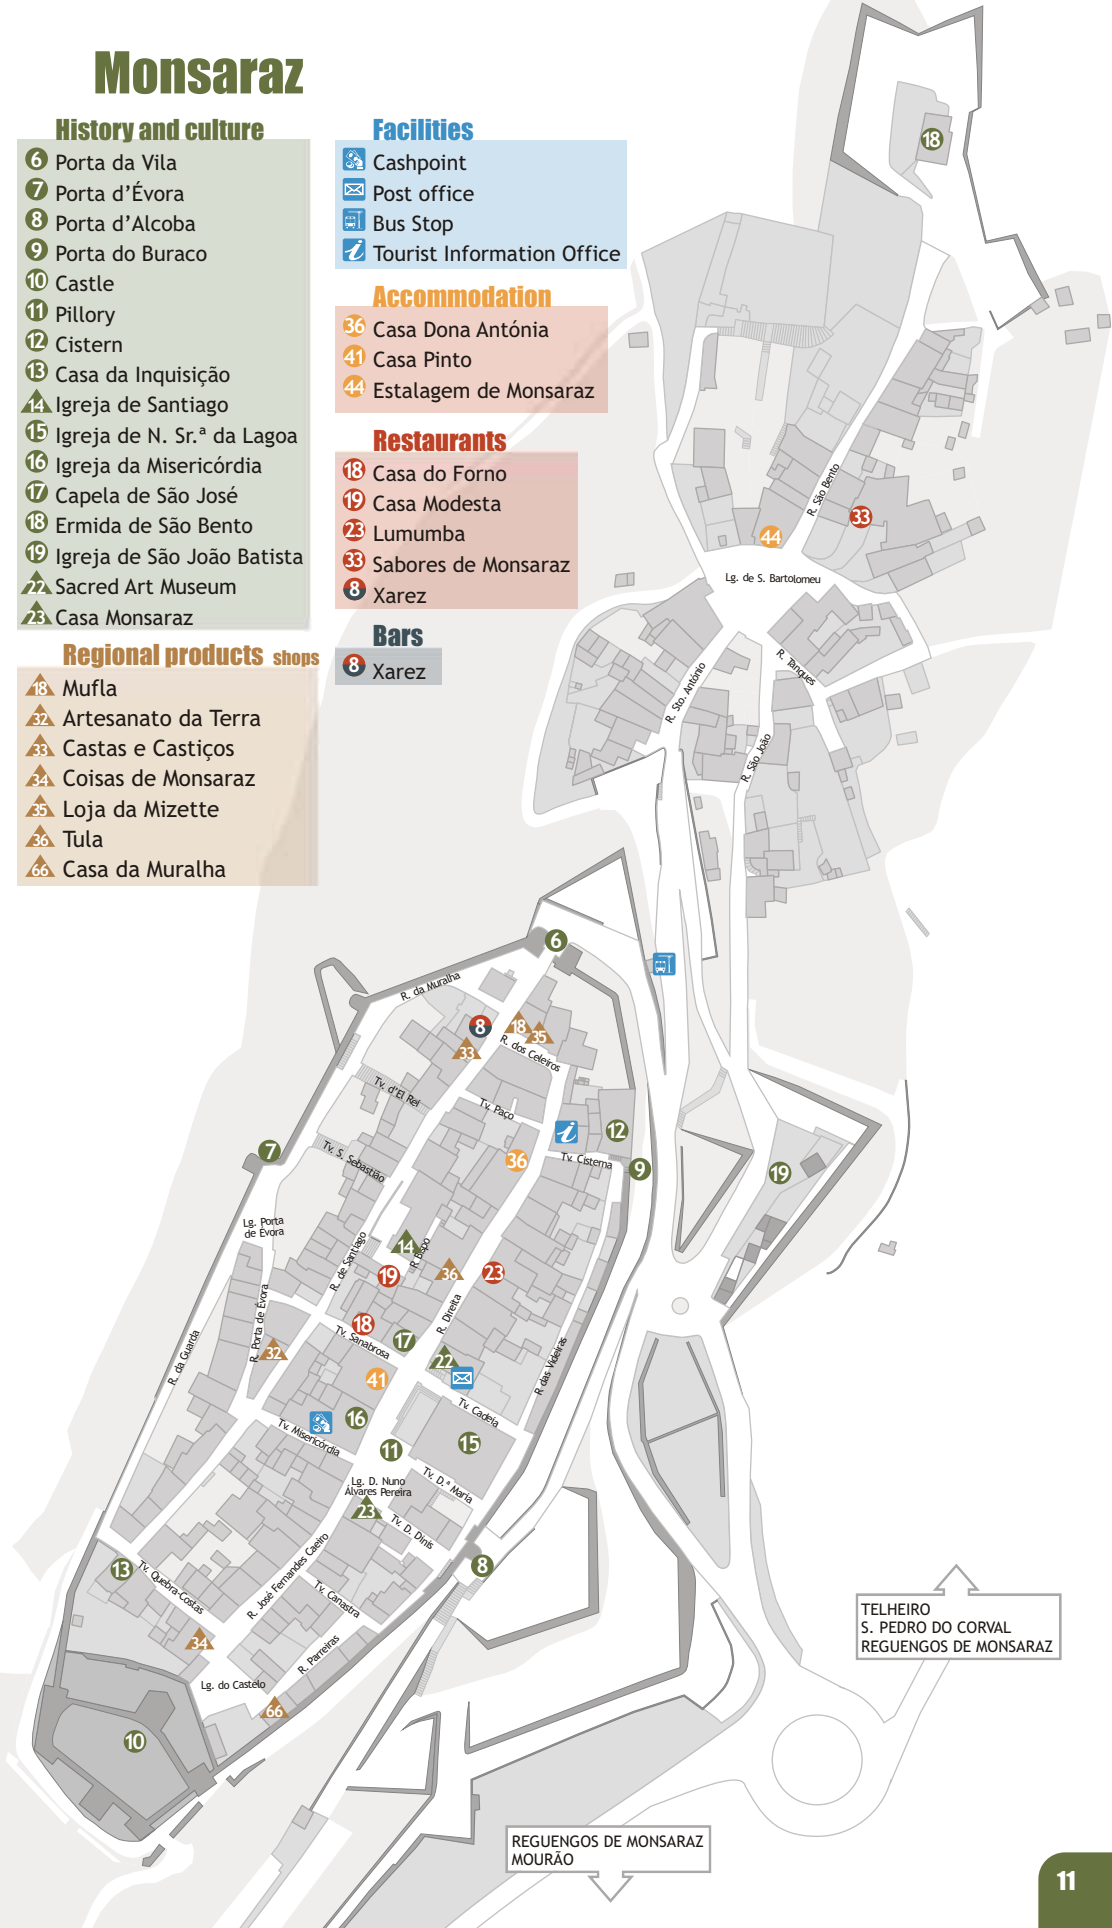 Monsaraz
History and culture
6 Porta da Vila
7 Porta d'Évora
8 Porta d'Alcoba
9 Porta do Buraco
10 Castle
11 Pillory
12 Cistern
13 Casa da Inquisição
14 Igreja de Santiago
15 Igreja de N. Sr.ª da Lagoa
16 Igreja da Misericórdia
17 Capela de São José
18 Ermida de São Bento
19 Igreja de São João Batista
22 Sacred Art Museum
23 Casa Monsaraz
Regional products shops
18 Mufla
32 Artesanato da Terra
33 Castas e Castiços
34 Coisas de Monsaraz
35 Loja da Mizette
36 Tula
66 Casa da Muralha
Facilities
Cashpoint
Post office
Bus Stop
i Tourist Information Office
Accommodation
36 Casa Dona Antónia
41 Casa Pinto
44 Estalagem de Monsaraz
Restaurants
18 Casa do Forno
19 Casa Modesta
23 Lumumba
33 Sabores de Monsaraz
8 Xarez
Bars
8 Xarez
18
R. São Bento
33
44
Lg. de S. Bartolomeu
R. Tanques
R. Sto. António
R. São João
6
R. da Muralha
8
18
35
33
R. dos Celeiros
Tv. d'El Rei
Tv. Paço
i
12
7
Tv. S. Sebastião
36
Tv. Cisterna
9
19
Lg. Porta
de Évora
R. de Santiago
14
R. Bispo
19
36
23
R. Direita
R. Porta de Évora
R. da Guarda
18
Tv. Sanabrosa
17
32
22
R das Videiras
41
Tv. Cadeia
16
Tv. Misericórdia
11
15
Lg. D. Nuno
Álvares Pereira
Tv. D.ª Maria
23
Tv. D. Dinis
8
13
Tv. Quebra-Costas
R. José Fernandes Caeiro
Tv. Canastra
34
R. Parreiras
Lg. do Castelo
66
10
TELHEIRO
S. PEDRO DO CORVAL
REGUENGOS DE MONSARAZ
REGUENGOS DE MONSARAZ
MOURÃO
11